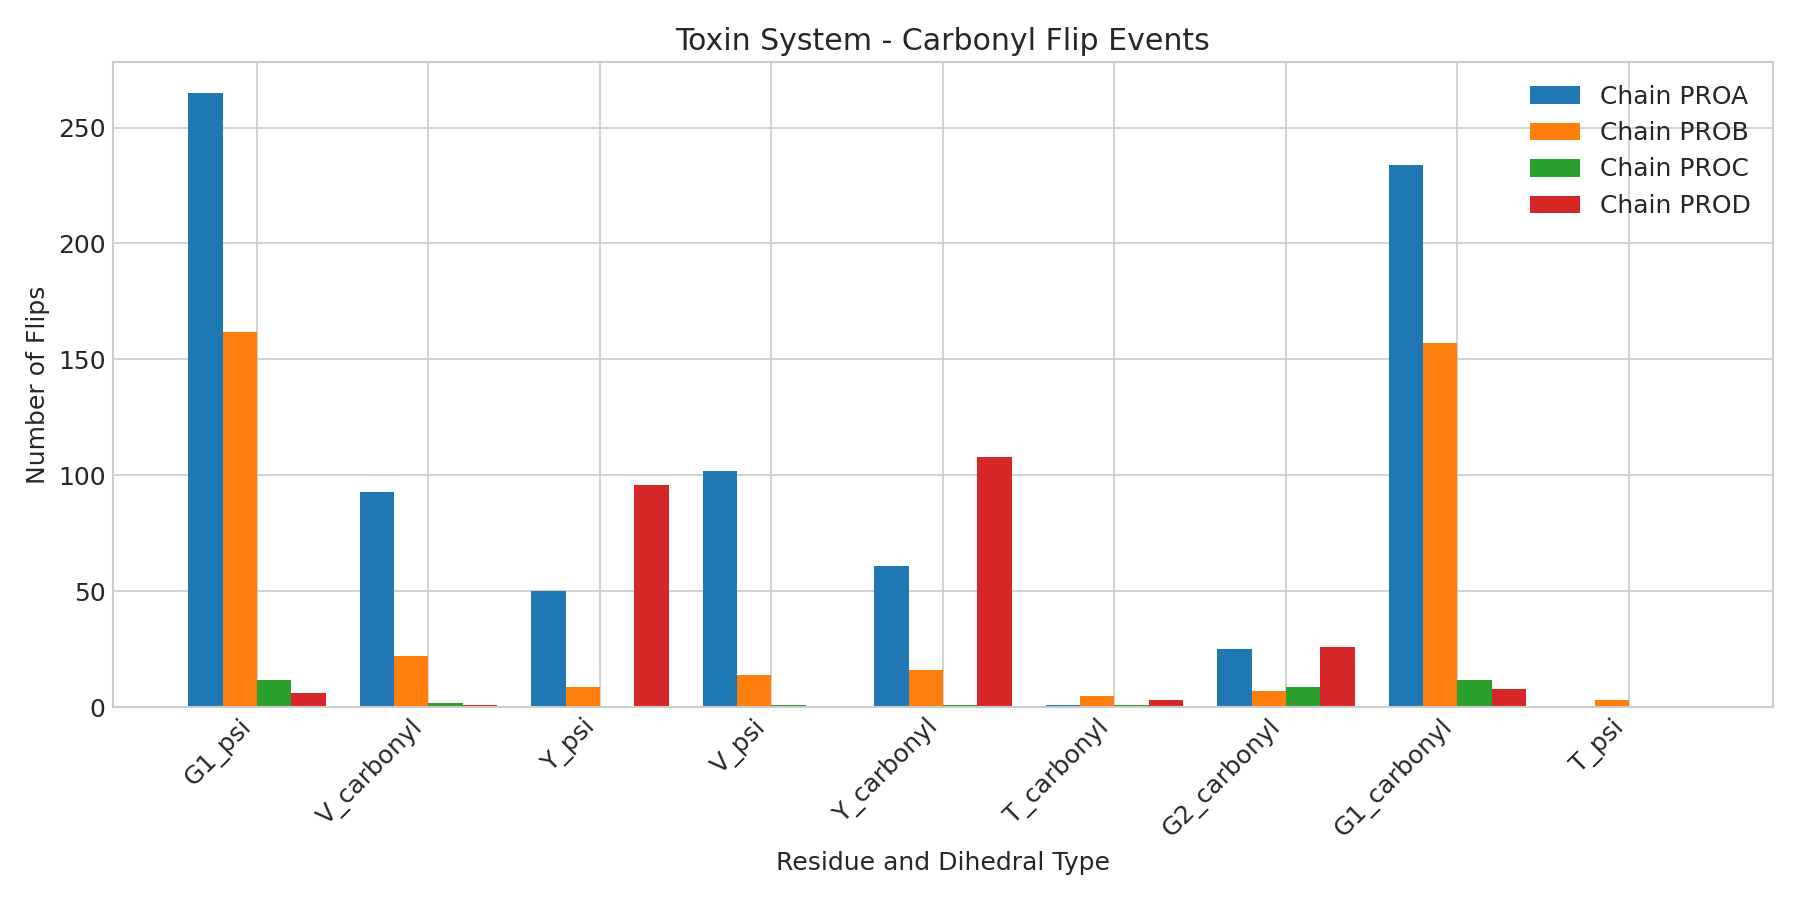 Toxin System - Carbonyl Flip Events
Chain PROA
Chain PROB
Chain PROC
Chain PROD
Number of Flips
250
200
150
100
50
0
G1_psi
V_carbonyl
Y_psi
V_psi
Y_carbonyl
T_carbonyl
G2_carbonyl
G1_carbonyl
T_psi
Residue and Dihedral Type